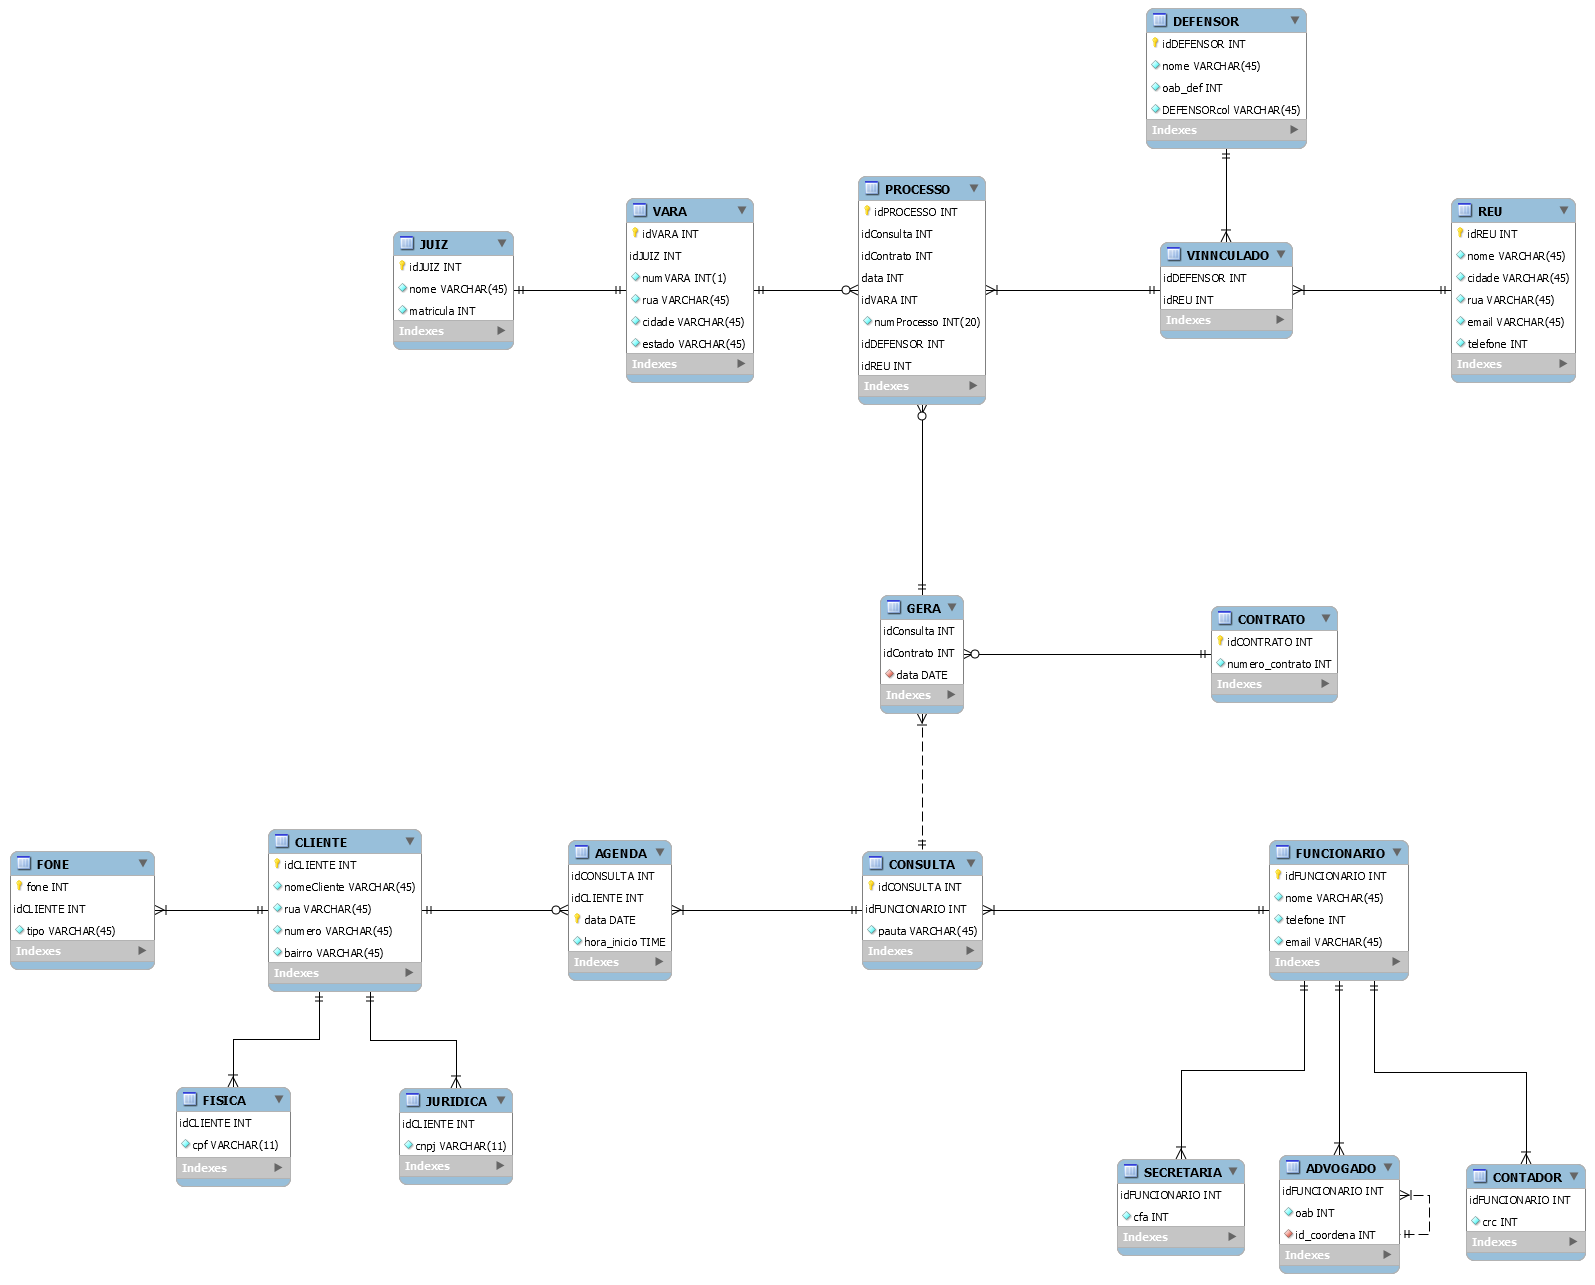 DEFENSOR
idDEFENSOR INT
nome VARCHAR(45)
oab_def INT
DEFENSORcol VARCHAR(45)
Indexes
PROCESSO
idPROCESSO INT
idConsulta INT
idContrato INT
data INT
idVARA INT
numProcesso INT(20)
idDEFENSOR INT
idREU INT
Indexes
VARA
idVARA INT
idJUIZ INT
numVARA INT(1)
rua VARCHAR(45)
cidade VARCHAR(45)
estado VARCHAR(45)
Indexes
REU
idREU INT
nome VARCHAR(45)
cidade VARCHAR(45)
rua VARCHAR(45)
email VARCHAR(45)
telefone INT
Indexes
JUIZ
idJUIZ INT
nome VARCHAR(45)
matricula INT
Indexes
VINNCULADO
idDEFENSOR INT
idREU INT
Indexes
GERA
idConsulta INT
idContrato INT
data DATE
Indexes
CONTRATO
idCONTRATO INT
numero_contrato INT
Indexes
FONE
fone INT
idCLIENTE INT
tipo VARCHAR(45)
Indexes
CLIENTE
idCLIENTE INT
nomeCliente VARCHAR(45)
rua VARCHAR(45)
numero VARCHAR(45)
bairro VARCHAR(45)
Indexes
AGENDA
idCONSULTA INT
idCLIENTE INT
data DATE
hora_inicio TIME
Indexes
CONSULTA
idCONSULTA INT
idFUNCIONARIO INT
pauta VARCHAR(45)
Indexes
FUNCIONARIO
idFUNCIONARIO INT
nome VARCHAR(45)
telefone INT
email VARCHAR(45)
Indexes
FISICA
idCLIENTE INT
cpf VARCHAR(11)
Indexes
JURIDICA
idCLIENTE INT
cnpj VARCHAR(11)
Indexes
SECRETARIA
idFUNCIONARIO INT
cfa INT
Indexes
ADVOGADO
idFUNCIONARIO INT
oab INT
id_coordena INT
Indexes
CONTADOR
idFUNCIONARIO INT
crc INT
Indexes